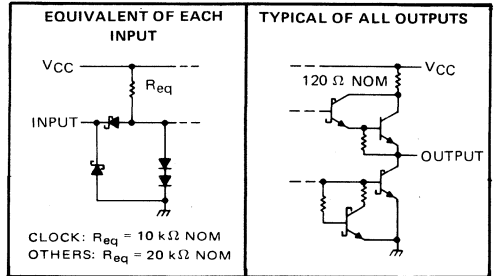 EQUIVALENT OF EACH
INPUT
VCC
Req
INPUT
CLOCK: Req = 10 kΩ NOM
OTHERS: Req = 20 kΩ NOM
TYPICAL OF ALL OUTPUTS
VCC
120 Ω NOM
OUTPUT